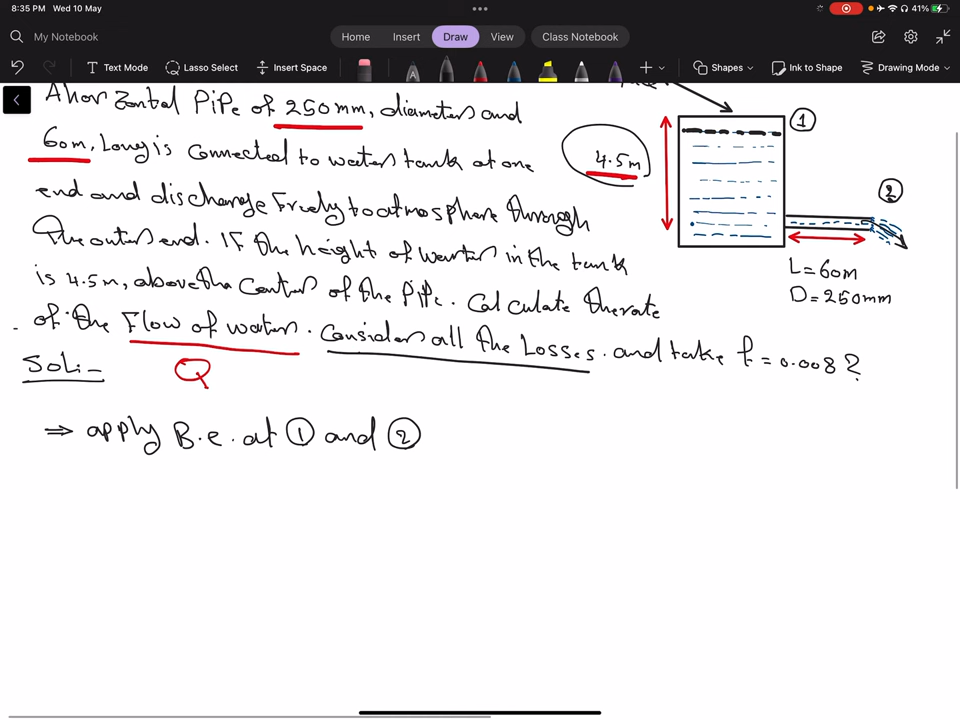 8:35 PM Wed 10 May
41%
My Notebook
Home Insert Draw View Class Notebook
Text Mode Lasso Select Insert Space Shapes Ink to Shape Drawing Mode
A horizontal PiPe of 250mm, diameter and
60m, Long is connected to water tank at one
end and discharge Freely to atmosphere through
The outer end. IF the height of water in the tank
is 4.5m, above the Center of the PiPe. Calculate the rate
of the Flow of water. Consider all the Losses. and take f = 0.008 ?
Sol:-
Q
⇒ apply B.e. at ① and ②
①
4.5m
②
L=60m
D=250mm